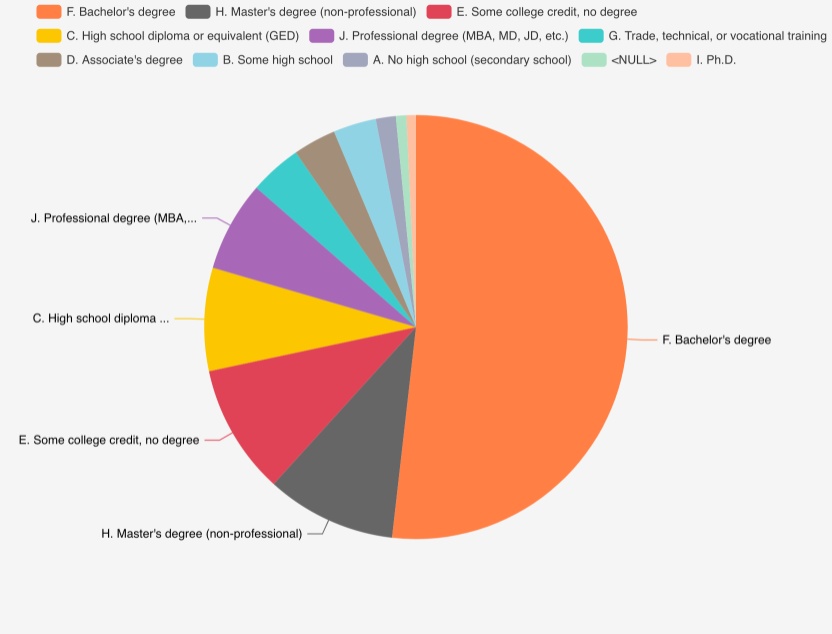 F. Bachelor's degree H. Master's degree (non-professional) E. Some college credit, no degree
C. High school diploma or equivalent (GED) J. Professional degree (MBA, MD, JD, etc.) G. Trade, technical, or vocational training
D. Associate's degree B. Some high school A. No high school (secondary school) <NULL> I. Ph.D.
J. Professional degree (MBA,...
C. High school diploma ...
F. Bachelor's degree
E. Some college credit, no degree
H. Master's degree (non-professional)